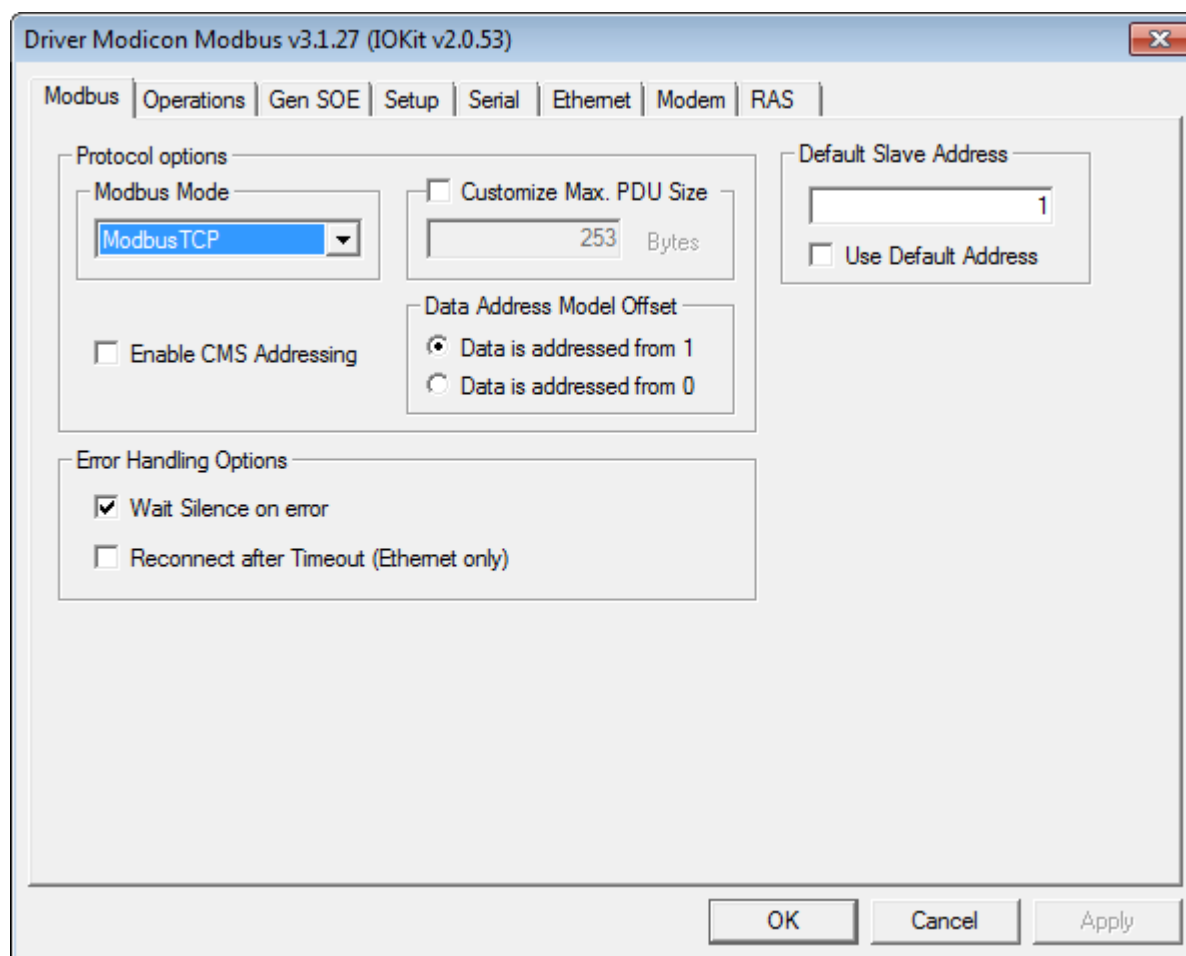 Driver Modicon Modbus v3.1.27 (IOKit v2.0.53)
Modbus Operations Gen SOE Setup Serial Ethernet Modem RAS
Protocol options
Modbus Mode
ModbusTCP
Customize Max. PDU Size
253 Bytes
Enable CMS Addressing
Data Address Model Offset
Data is addressed from 1
Data is addressed from 0
Default Slave Address
1
Use Default Address
Error Handling Options
Wait Silence on error
Reconnect after Timeout (Ethernet only)
OK Cancel Apply